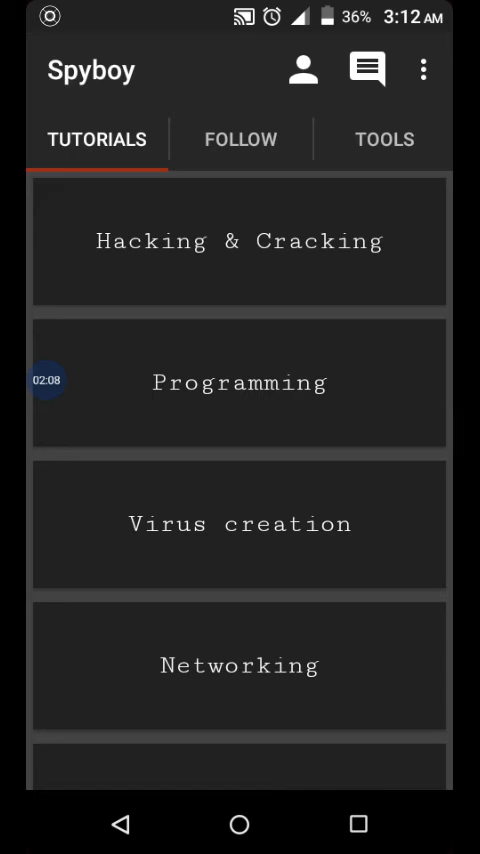 36% 3:12 AM
Spyboy
TUTORIALS FOLLOW TOOLS
Hacking & Cracking
02:08
Programming
Virus creation
Networking